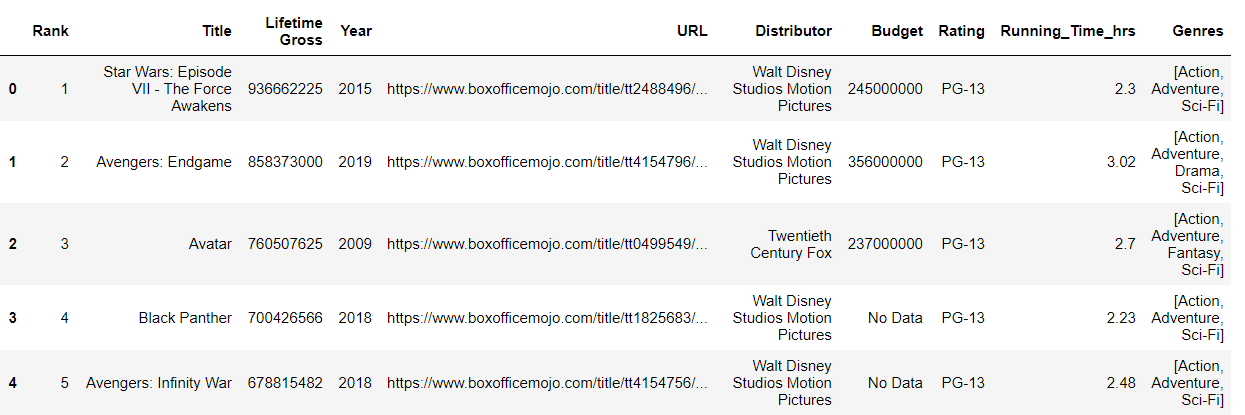 Rank Title Lifetime Gross Year URL Distributor Budget Rating Running_Time_hrs Genres
0 1 Star Wars: Episode VII - The Force Awakens 936662225 2015 https://www.boxofficemojo.com/title/tt2488496/... Walt Disney Studios Motion Pictures 245000000 PG-13 2.3 [Action, Adventure, Sci-Fi]
1 2 Avengers: Endgame 858373000 2019 https://www.boxofficemojo.com/title/tt4154796/... Walt Disney Studios Motion Pictures 356000000 PG-13 3.02 [Action, Adventure, Drama, Sci-Fi]
2 3 Avatar 760507625 2009 https://www.boxofficemojo.com/title/tt0499549/... Twentieth Century Fox 237000000 PG-13 2.7 [Action, Adventure, Fantasy, Sci-Fi]
3 4 Black Panther 700426566 2018 https://www.boxofficemojo.com/title/tt1825683/... Walt Disney Studios Motion Pictures No Data PG-13 2.23 [Action, Adventure, Sci-Fi]
4 5 Avengers: Infinity War 678815482 2018 https://www.boxofficemojo.com/title/tt4154756/... Walt Disney Studios Motion Pictures No Data PG-13 2.48 [Action, Adventure, Sci-Fi]